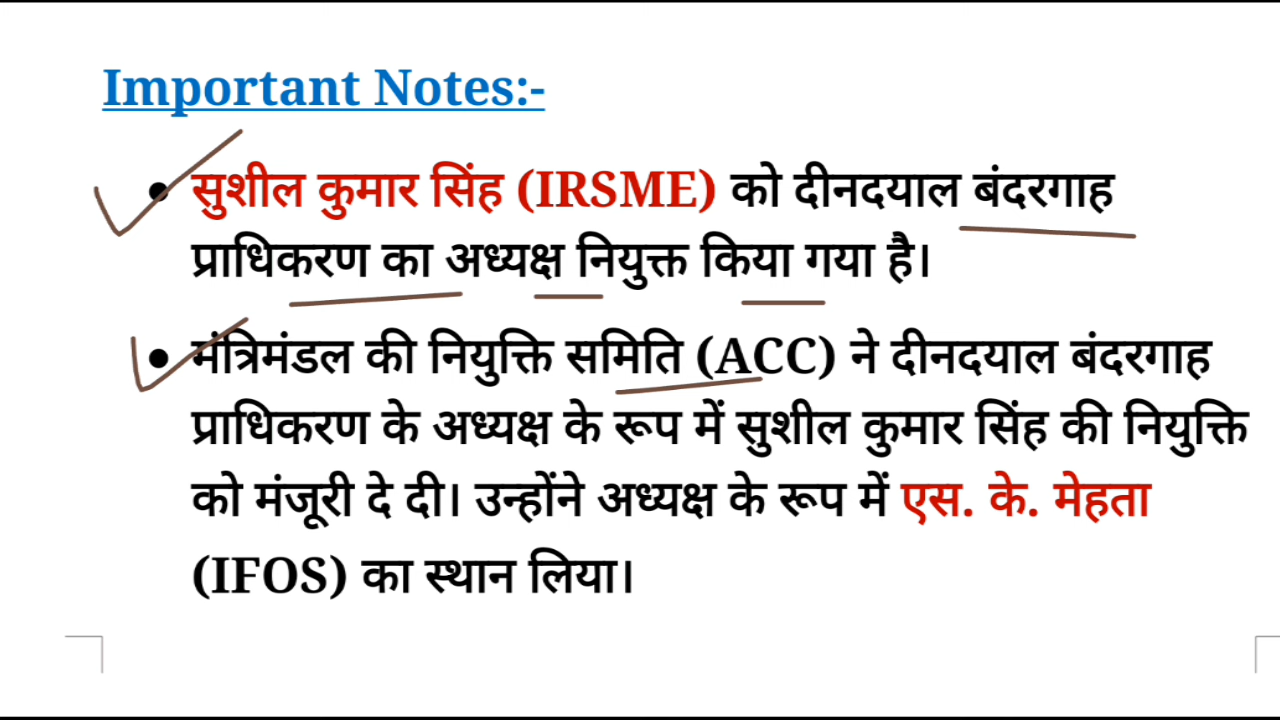 Important Notes:-
• सुशील कुमार सिंह (IRSME) को दीनदयाल बंदरगाह
प्राधिकरण का अध्यक्ष नियुक्त किया गया है।
• मंत्रिमंडल की नियुक्ति समिति (ACC) ने दीनदयाल बंदरगाह
प्राधिकरण के अध्यक्ष के रूप में सुशील कुमार सिंह की नियुक्ति
को मंजूरी दे दी। उन्होंने अध्यक्ष के रूप में एस. के. मेहता
(IFOS) का स्थान लिया।